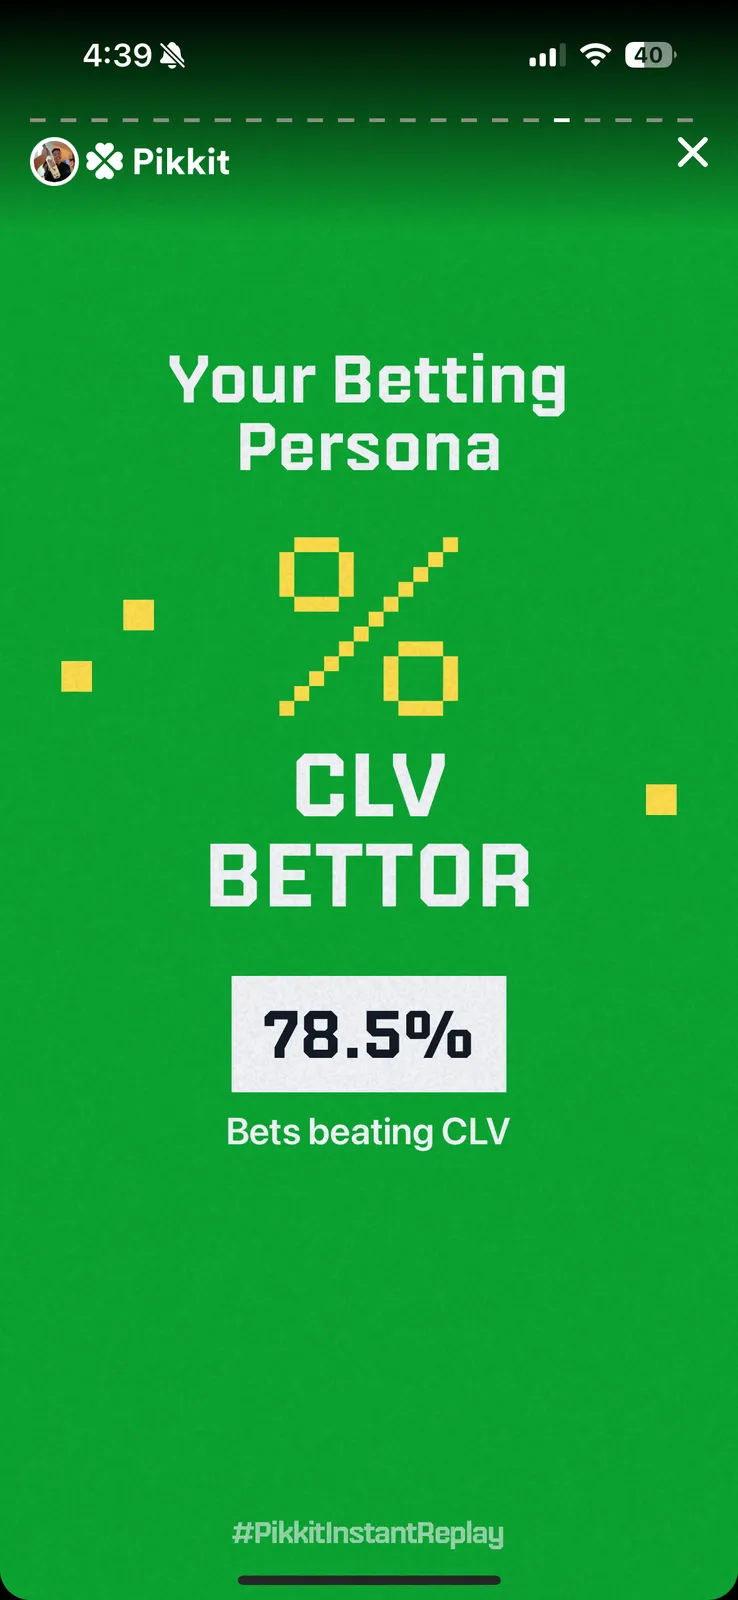 4:39
40
Pikkit
Your Betting
Persona
%
CLV
BETTOR
78.5%
Bets beating CLV
#PikkitInstantReplay